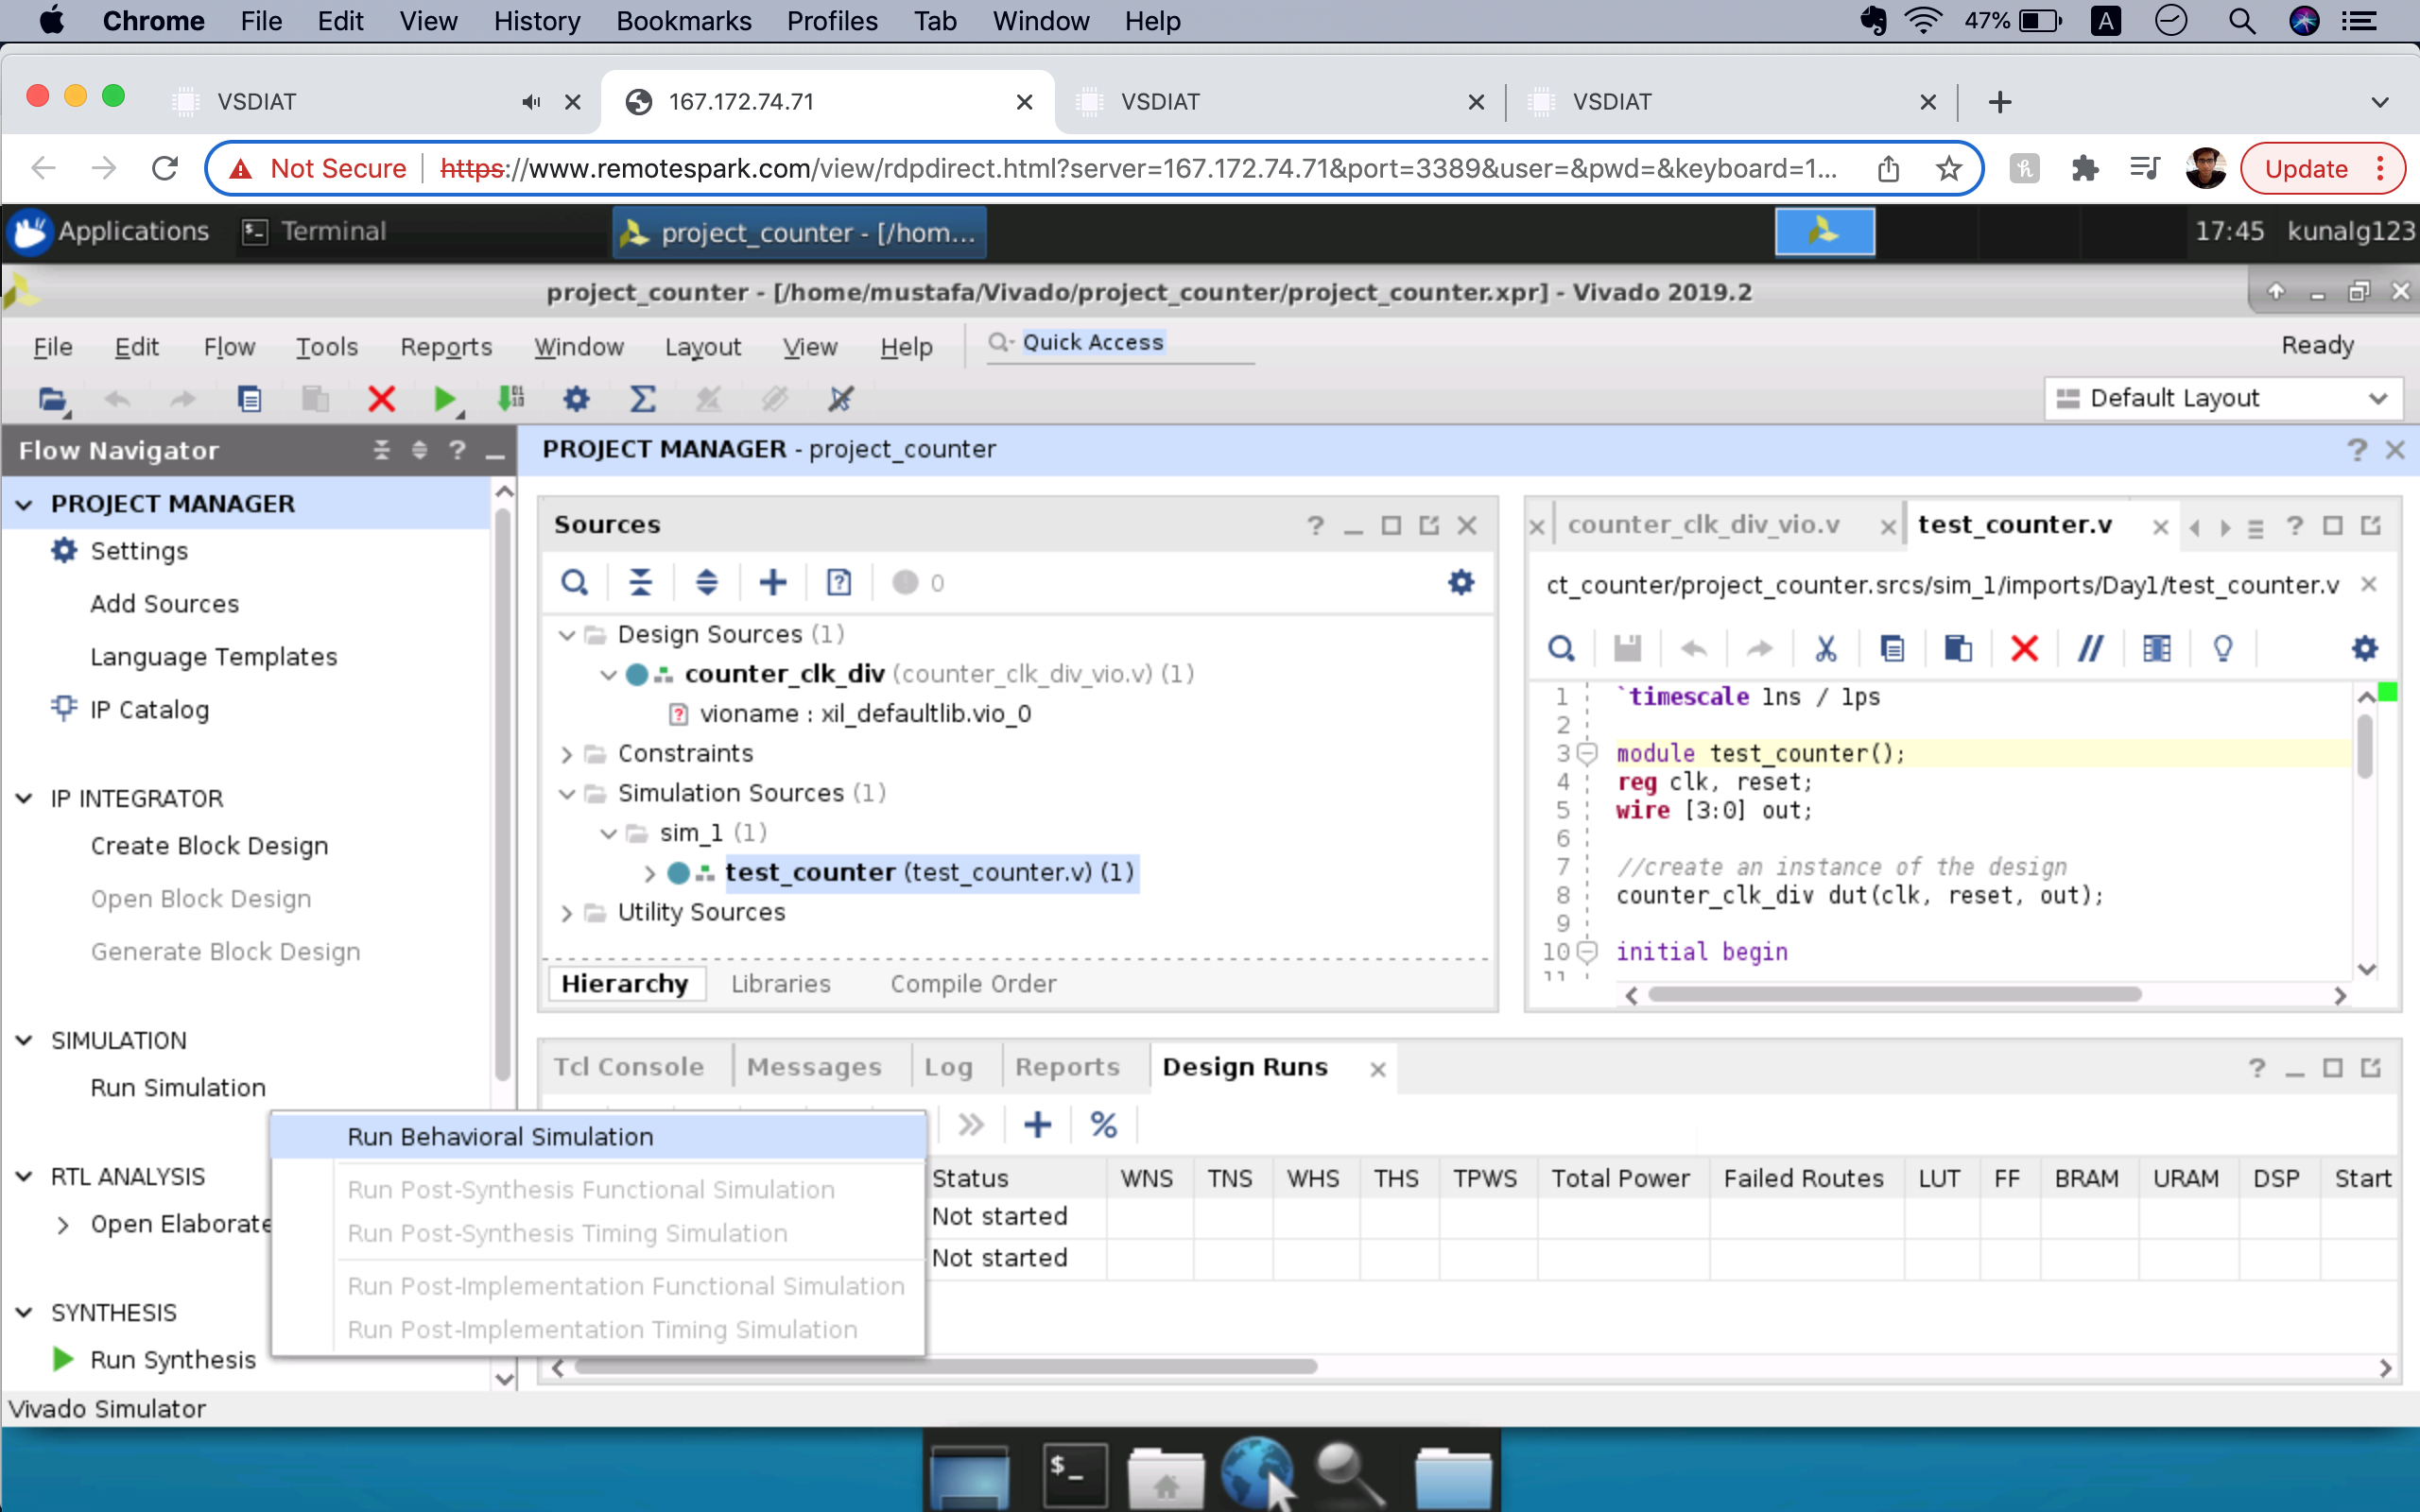 Chrome File Edit View History Bookmarks Profiles Tab Window Help 47% A
VSDIAT 167.172.74.71 VSDIAT VSDIAT
Not Secure https://www.remotespark.com/view/rdpdirect.html?server=167.172.74.71&port=3389&user=&pwd=&keyboard=1... Update
Applications Terminal project_counter - [/hom... 17:45 kunalg123
project_counter - [/home/mustafa/Vivado/project_counter/project_counter.xpr] - Vivado 2019.2
File Edit Flow Tools Reports Window Layout View Help Quick Access Ready
Default Layout
Flow Navigator
PROJECT MANAGER
Settings
Add Sources
Language Templates
IP Catalog
IP INTEGRATOR
Create Block Design
Open Block Design
Generate Block Design
SIMULATION
Run Simulation
RTL ANALYSIS
Open Elaborate
SYNTHESIS
Run Synthesis
PROJECT MANAGER - project_counter
Sources
0
Design Sources (1)
counter_clk_div (counter_clk_div_vio.v) (1)
vioname : xil_defaultlib.vio_0
Constraints
Simulation Sources (1)
sim_1 (1)
test_counter (test_counter.v) (1)
Utility Sources
Hierarchy Libraries Compile Order
counter_clk_div_vio.v test_counter.v
ct_counter/project_counter.srcs/sim_1/imports/Day1/test_counter.v
1 `timescale 1ns / 1ps
2
3 module test_counter();
4 reg clk, reset;
5 wire [3:0] out;
6
7 //create an instance of the design
8 counter_clk_div dut(clk, reset, out);
9
10 initial begin
11
Tcl Console Messages Log Reports Design Runs
Status WNS TNS WHS THS TPWS Total Power Failed Routes LUT FF BRAM URAM DSP Start
Not started
Not started
Run Behavioral Simulation
Run Post-Synthesis Functional Simulation
Run Post-Synthesis Timing Simulation
Run Post-Implementation Functional Simulation
Run Post-Implementation Timing Simulation
Vivado Simulator